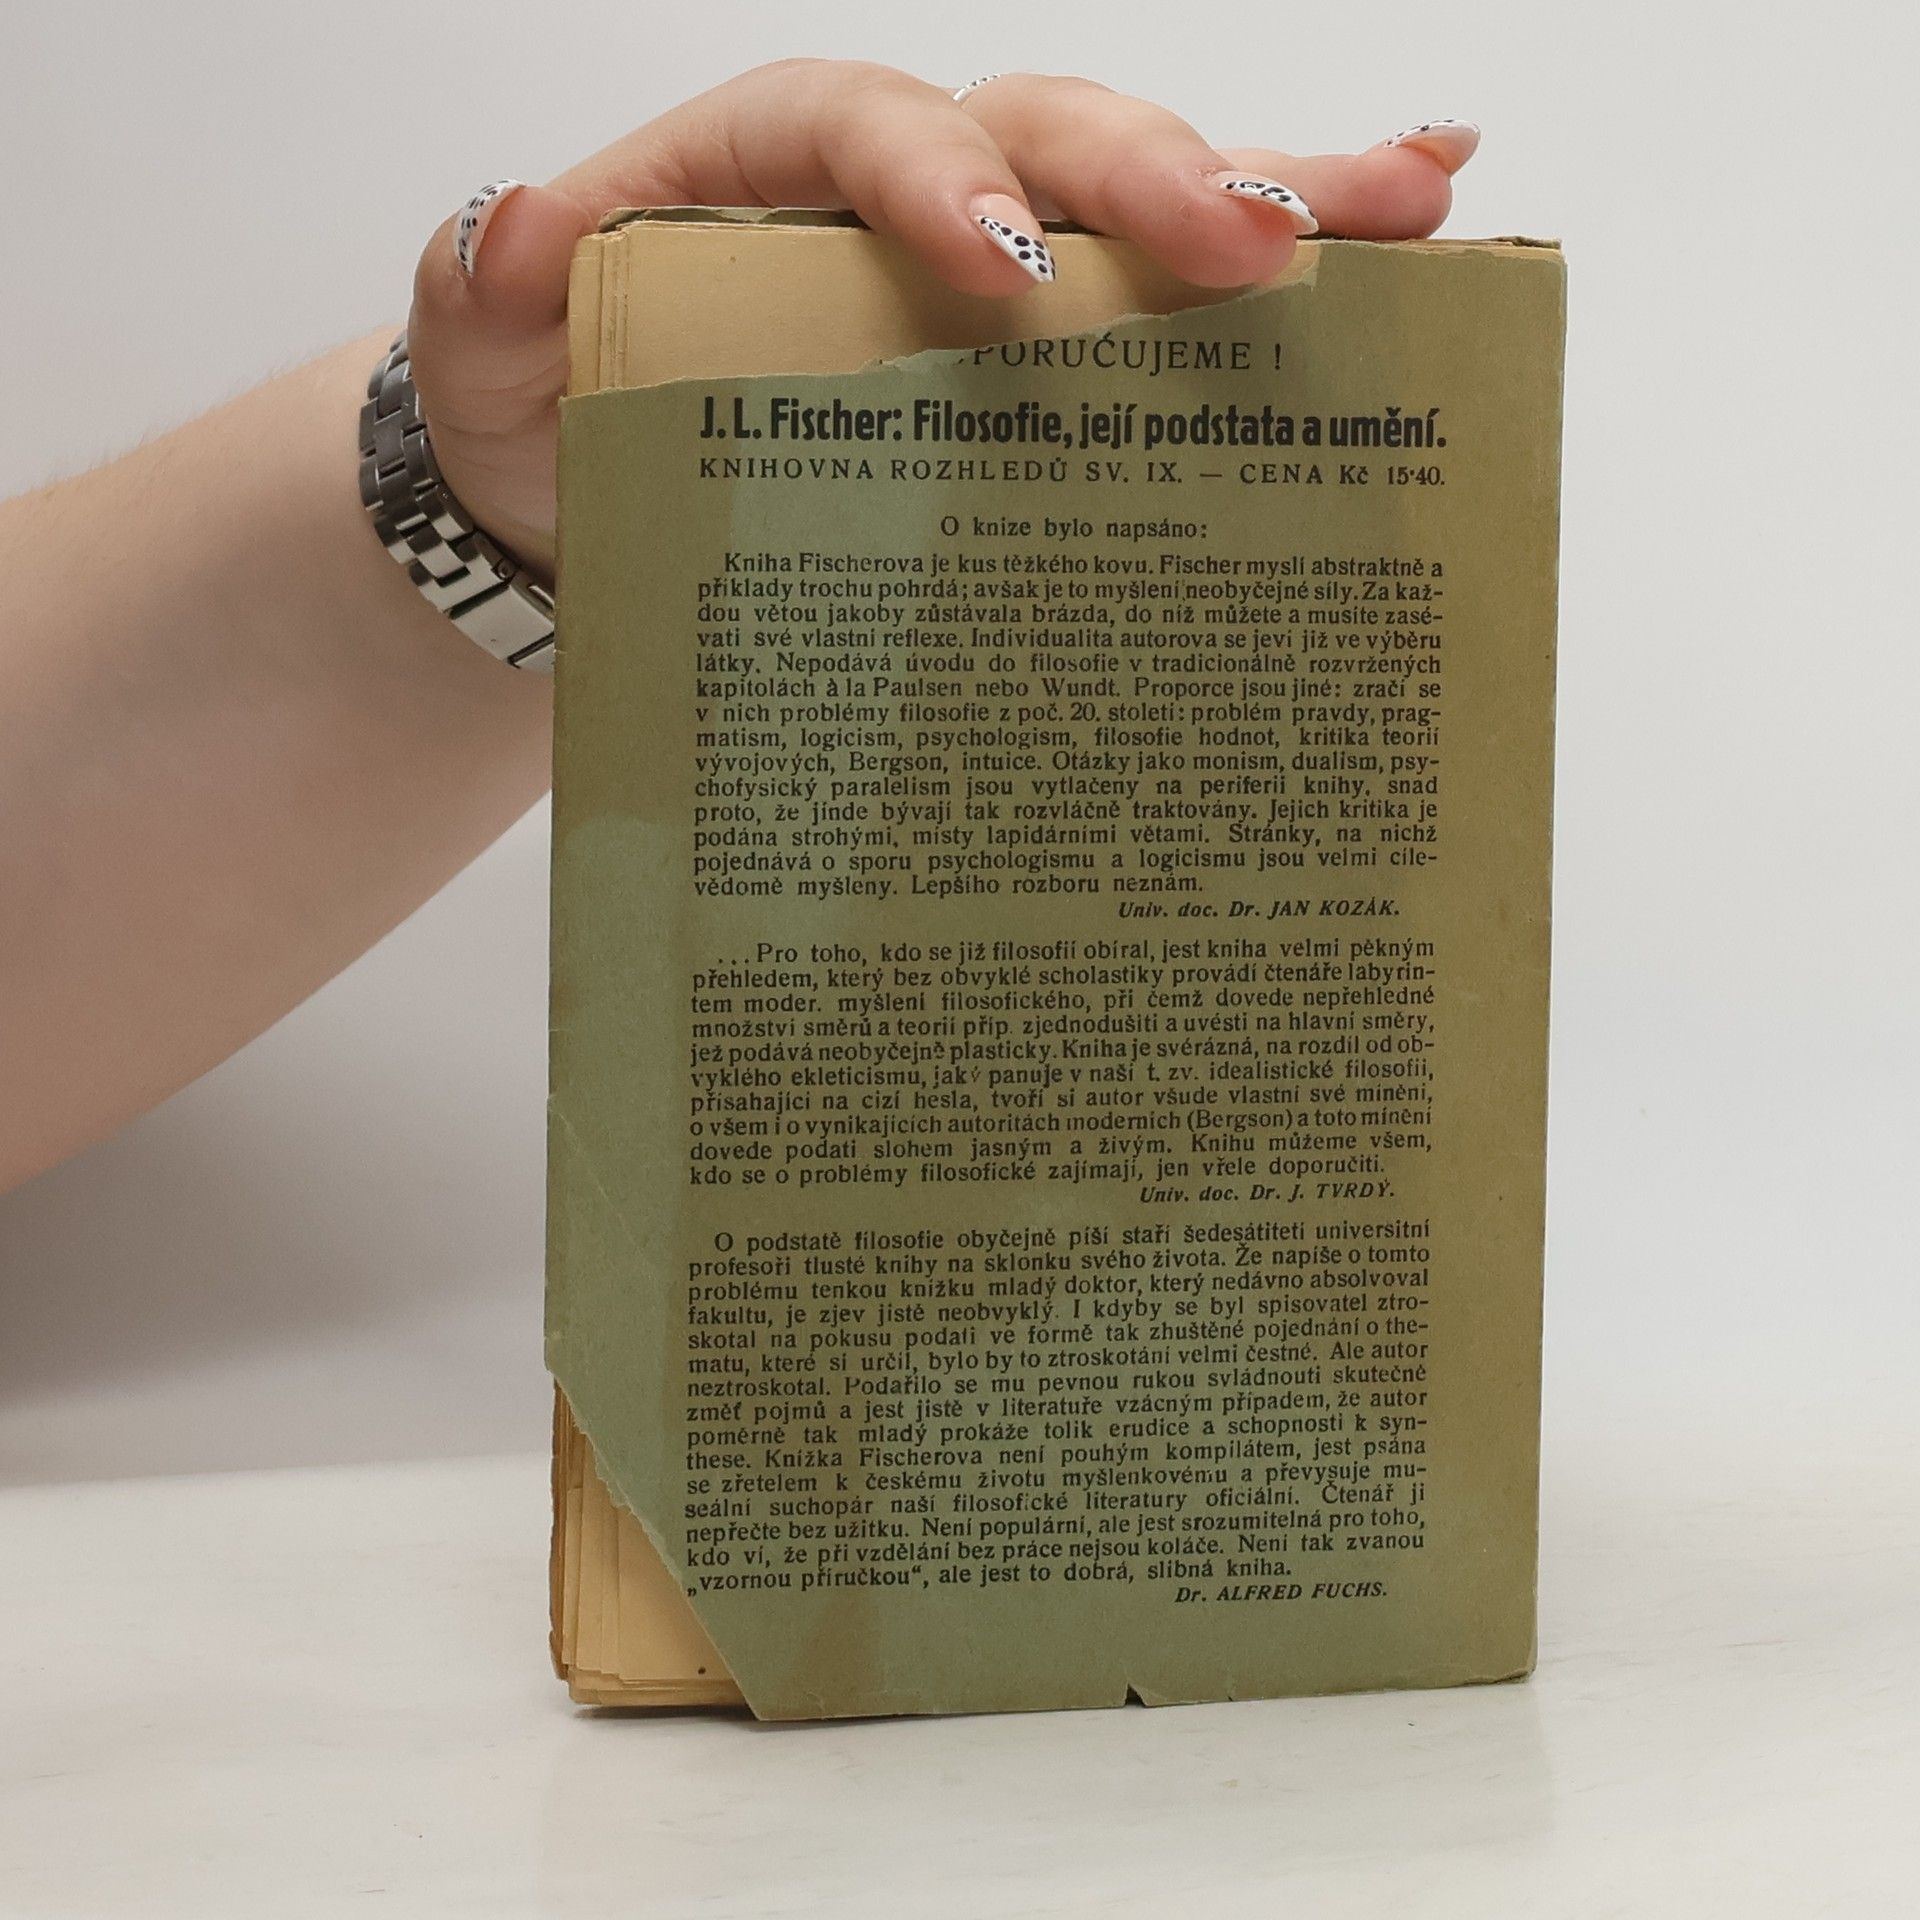 PORUČUJEME !
J. L. Fischer: Filosofie, její podstata a umění.
KNIHOVNA ROZHLEDŮ SV. IX. — CENA Kč 15·40.
O knize bylo napsáno:
Kniha Fischerova je kus těžkého kovu. Fischer myslí abstraktně a
příklady trochu pohrdá; avšak je to myšlení neobyčejné síly. Za kaž-
dou větou jakoby zůstávala brázda, do níž můžete a musíte zasé-
vati své vlastní reflexe. Individualita autorova se jeví již ve výběru
látky. Nepodává úvodu do filosofie v tradicionálně rozvržených
kapitolách à la Paulsen nebo Wundt. Proporce jsou jiné: zračí se
v nich problémy filosofie z poč. 20. století: problém pravdy, prag-
matism, logicism, psychologism, filosofie hodnot, kritika teorií
vývojových, Bergson, intuice. Otázky jako monism, dualism, psy-
chofysický paralelism jsou vytlačeny na periferii knihy, snad
proto, že jinde bývají tak rozvláčně traktovány. Jejich kritika je
podána strohými, místy lapidárními větami. Stránky, na nichž
pojednává o sporu psychologismu a logicismu jsou velmi cíle-
vědomě myšleny. Lepšího rozboru neznám.
Univ. doc. Dr. JAN KOZÁK.
...Pro toho, kdo se již filosofií obíral, jest kniha velmi pěkným
přehledem, který bez obvyklé scholastiky provádí čtenáře labyrin-
tem moder. myšlení filosofického, při čemž dovede nepřehledné
množství směrů a teorií příp. zjednodušiti a uvésti na hlavní směry,
jež podává neobyčejně plasticky. Kniha je svérázná, na rozdíl od ob-
vyklého ekleticismu, jaký panuje v naší t. zv. idealistické filosofii,
přísahající na cizí hesla, tvoří si autor všude vlastní své mínění,
o všem i o vynikajících autoritách moderních (Bergson) a toto mínění
dovede podati slohem jasným a živým. Knihu můžeme všem,
kdo se o problémy filosofické zajímají, jen vřele doporučiti.
Univ. doc. Dr. J. TVRDÝ.
O podstatě filosofie obyčejně píší staří šedesátiletí universitní
profesoři tlusté knihy na sklonku svého života. Že napíše o tomto
problému tenkou knížku mladý doktor, který nedávno absolvoval
fakultu, je zjev jistě neobvyklý. I kdyby se byl spisovatel ztro-
skotal na pokusu podati ve formě tak zhuštěné pojednání o the-
matu, které si určil, bylo by to ztroskotání velmi čestné. Ale autor
neztroskotal. Podařilo se mu pevnou rukou svládnouti skutečně
změť pojmů a jest jistě v literatuře vzácným případem, že autor
poměrně tak mladý prokáže tolik erudice a schopnosti k syn-
these. Knížka Fischerova není pouhým kompilátem, jest psána
se zřetelem k českému životu myšlenkovému a převyšuje mu-
seální suchopár naší filosofické literatury oficiální. Čtenář ji
nepřečte bez užitku. Není populární, ale jest srozumitelná pro toho,
kdo ví, že při vzdělání bez práce nejsou koláče. Není tak zvanou
„vzornou příručkou“, ale jest to dobrá, slibná kniha.
Dr. ALFRED FUCHS.